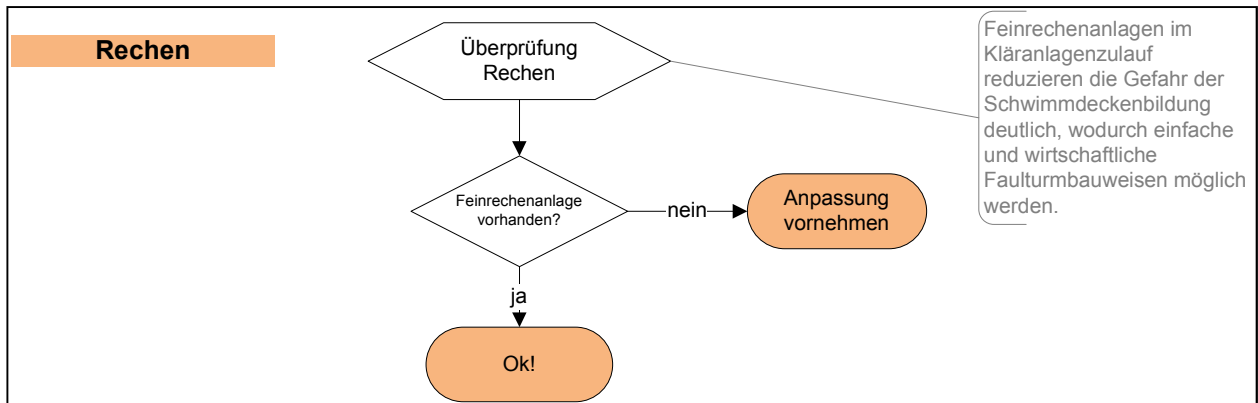 Rechen
Überprüfung
Rechen
Feinrechenanlagen im
Kläranlagenzulauf
reduzieren die Gefahr der
Schwimmdeckenbildung
deutlich, wodurch einfache
und wirtschaftliche
Faulturmbauweisen möglich
werden.
Feinrechenanlage
vorhanden?
nein
Anpassung
vornehmen
ja
Ok!